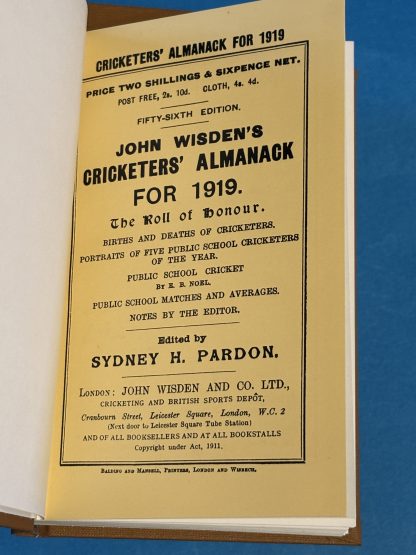 CRICKETERS' ALMANACK FOR 1919
PRICE TWO SHILLINGS & SIXPENCE NET.
POST FREE, 2s. 10d. CLOTH, 4s. 4d.
FIFTY-SIXTH EDITION.
JOHN WISDEN'S
CRICKETERS' ALMANACK
FOR 1919.
The Roll of Honour.
BIRTHS AND DEATHS OF CRICKETERS.
PORTRAITS OF FIVE PUBLIC SCHOOL CRICKETERS
OF THE YEAR.
PUBLIC SCHOOL CRICKET
BY E. B. NOEL.
PUBLIC SCHOOL MATCHES AND AVERAGES.
NOTES BY THE EDITOR.
Edited by
SYDNEY H. PARDON.
LONDON: JOHN WISDEN AND CO. LTD.,
CRICKETING AND BRITISH SPORTS DEPÔT,
Cranbourn Street, Leicester Square, London, W.C. 2
(Next door to Leicester Square Tube Station)
AND OF ALL BOOKSELLERS AND AT ALL BOOKSTALLS
Copyright under Act, 1911.
BALDING AND MANSELL, PRINTERS, LONDON AND WISBECH.